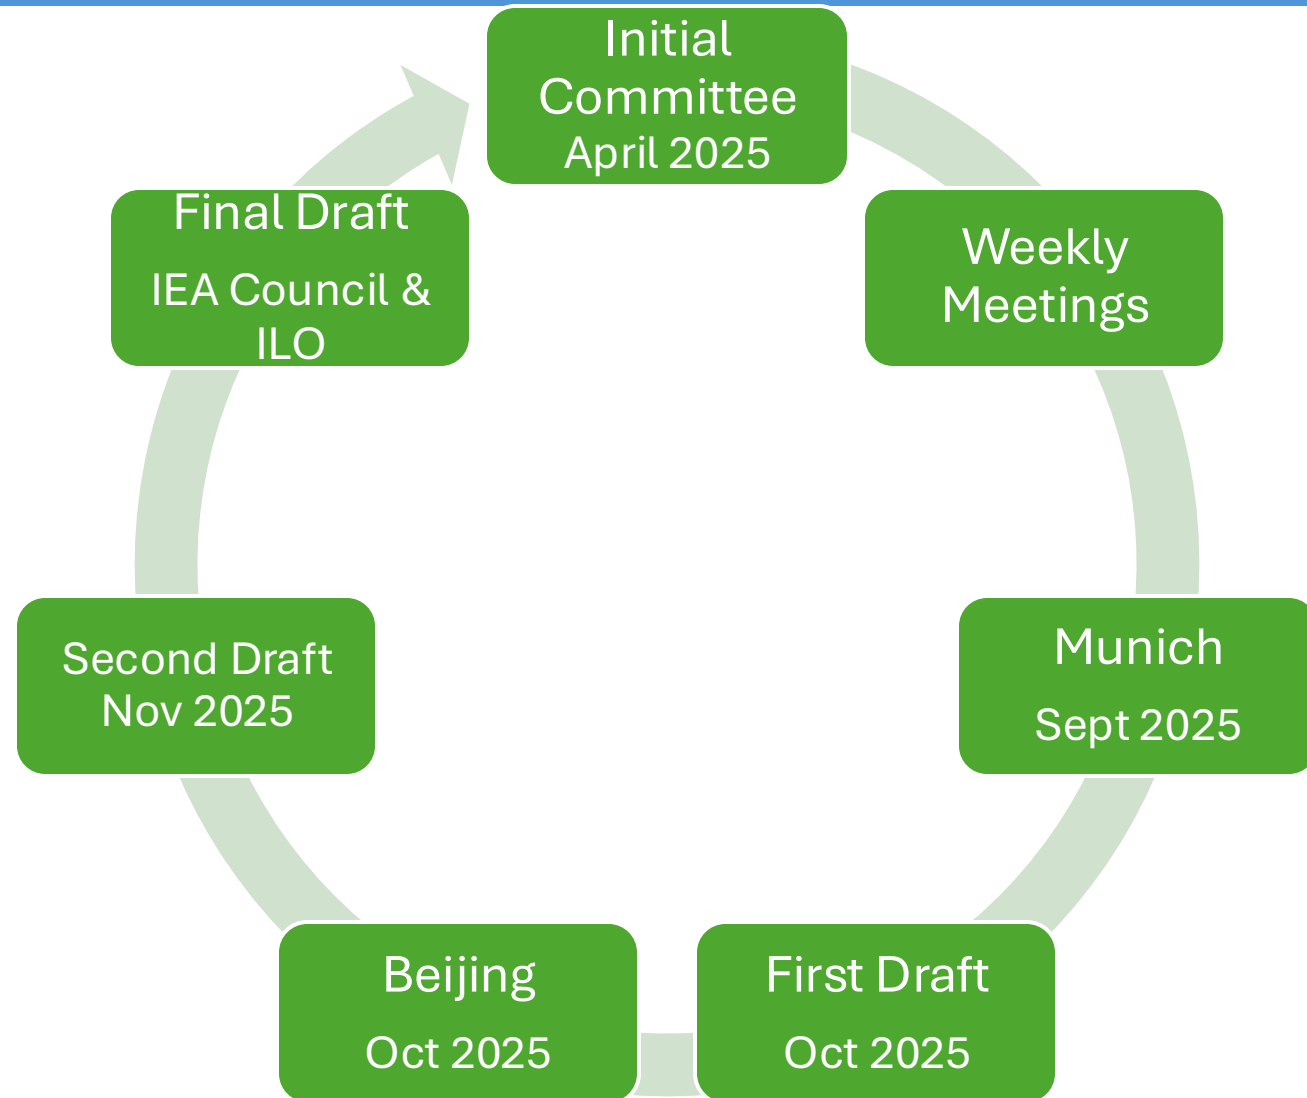 Initial
Committee
April 2025
Weekly
Meetings
Munich
Sept 2025
First Draft
Oct 2025
Beijing
Oct 2025
Second Draft
Nov 2025
Final Draft
IEA Council &
ILO